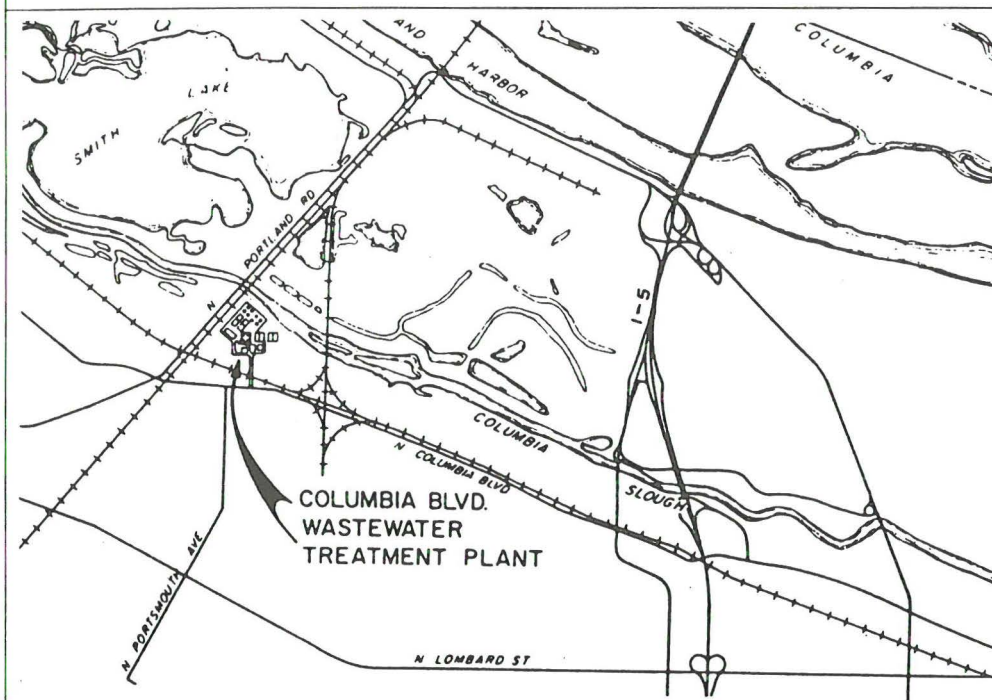 AND
HARBOR
COLUMBIA
LAKE
SMITH
N PORTLAND RD
I-5
COLUMBIA
SLOUGH
N COLUMBIA BLVD
COLUMBIA BLVD.
WASTEWATER
TREATMENT PLANT
N PORTSMOUTH AVE
N LOMBARD ST